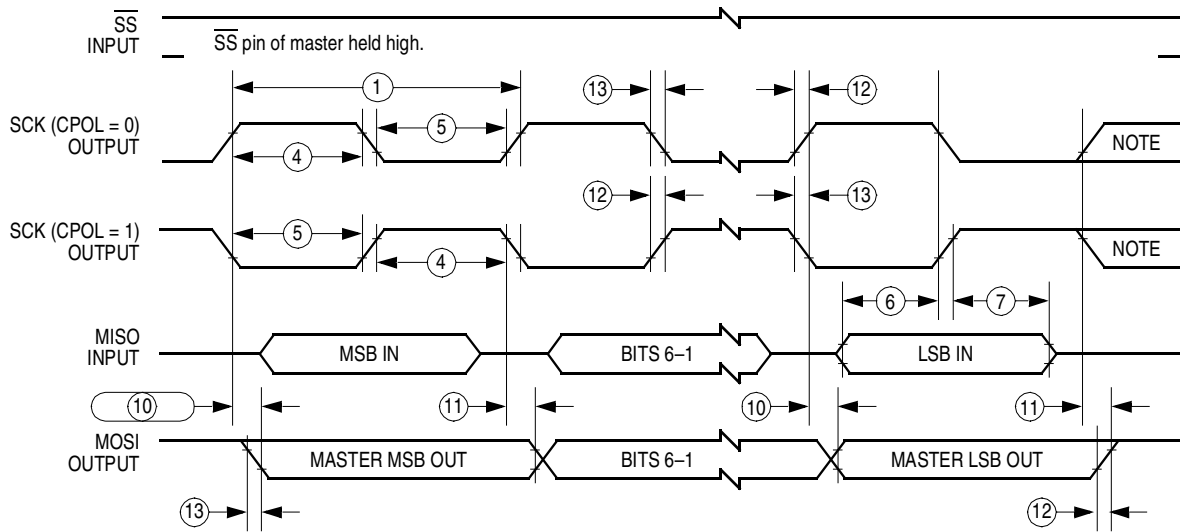 SS
INPUT
SS pin of master held high.
1
13
12
SCK (CPOL = 0)
OUTPUT
5
4
NOTE
12
13
SCK (CPOL = 1)
OUTPUT
5
4
NOTE
6
7
MISO
INPUT
MSB IN
BITS 6–1
LSB IN
10
11
10
11
MOSI
OUTPUT
MASTER MSB OUT
BITS 6–1
MASTER LSB OUT
13
12